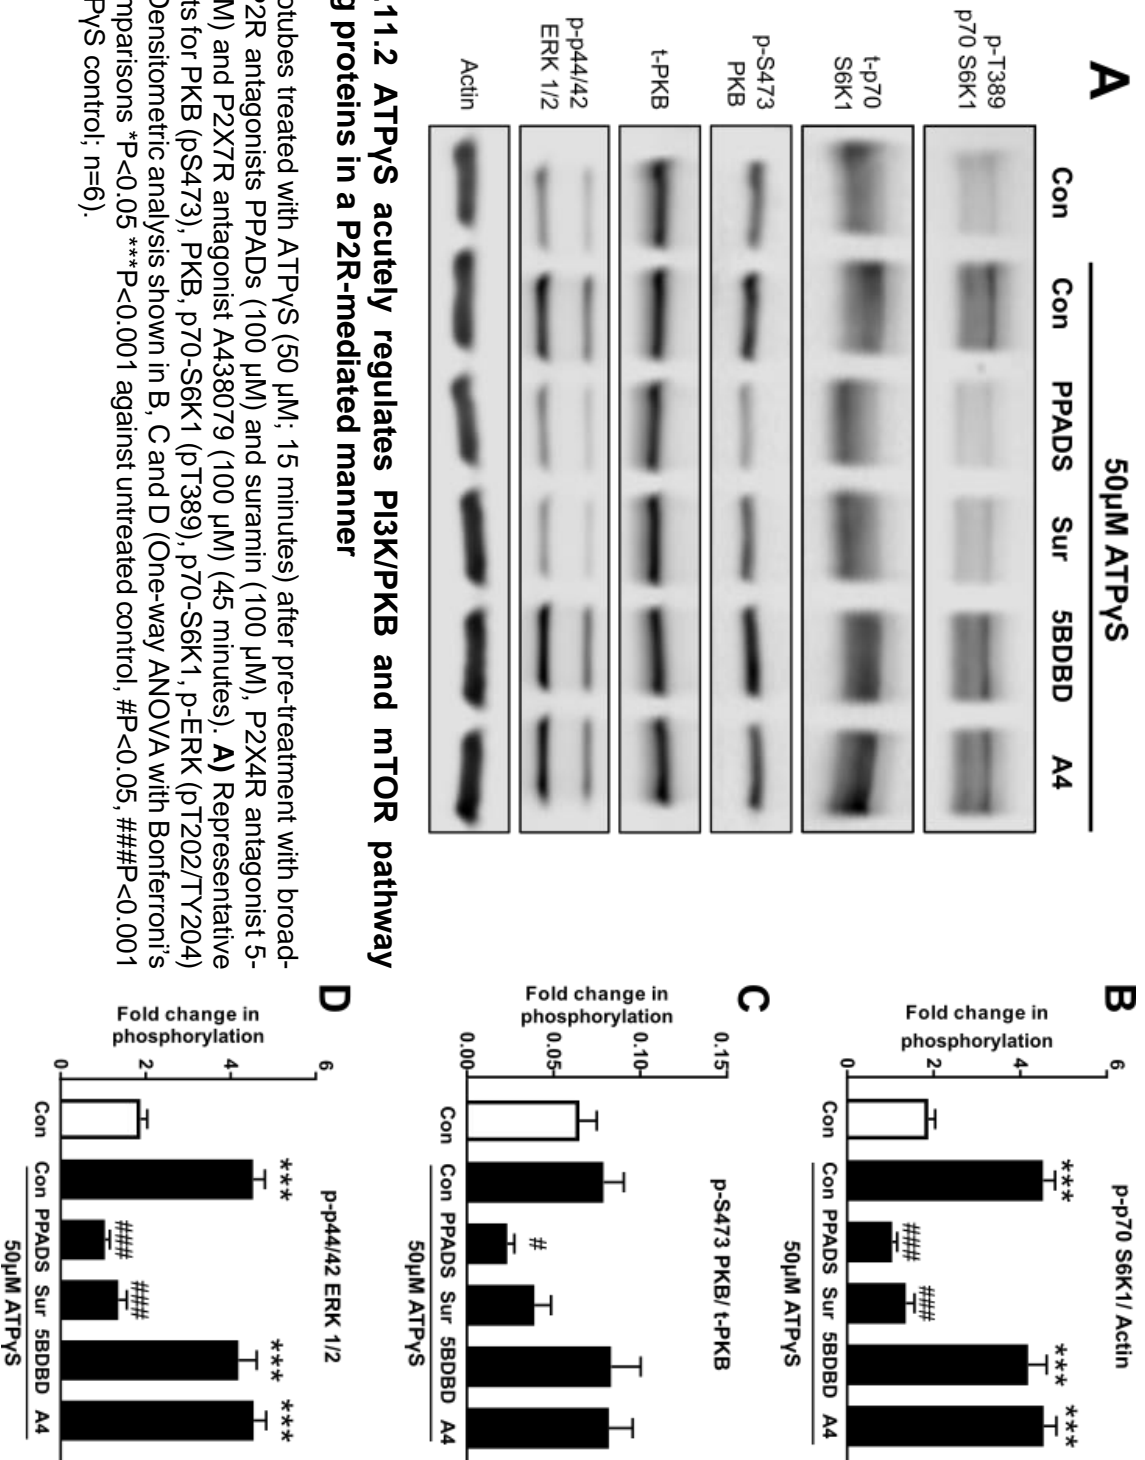 A
50μM ATPγS
Con Con PPADS Sur 5BDBD A4
p-T389
p70 S6K1
t-p70
S6K1
p-S473
PKB
t-PKB
p-p44/42
ERK 1/2
Actin
.11.2 ATPγS acutely regulates PI3K/PKB and mTOR pathway
g proteins in a P2R-mediated manner
otubes treated with ATPγS (50 μM; 15 minutes) after pre-treatment with broad-
P2R antagonists PPADs (100 μM) and suramin (100 μM), P2X4R antagonist 5-
M) and P2X7R antagonist A438079 (100 μM) (45 minutes). A) Representative
ts for PKB (pS473), PKB, p70-S6K1 (pT389), p70-S6K1, p-ERK (pT202/TY204)
Densitometric analysis shown in B, C and D (One-way ANOVA with Bonferroni's
mparisons *P<0.05 ***P<0.001 against untreated control, #P<0.05, ###P<0.001
PγS control; n=6).
B
p-p70 S6K1/ Actin
Fold change in
phosphorylation
6
4
2
0
*** ### ### *** ***
Con Con PPADS Sur 5BDBD A4
50μM ATPγS
C
p-S473 PKB/ t-PKB
Fold change in
phosphorylation
0.15
0.10
0.05
0.00
#
Con Con PPADS Sur 5BDBD A4
50μM ATPγS
D
p-p44/42 ERK 1/2
Fold change in
phosphorylation
6
4
2
0
*** ### ### *** ***
Con Con PPADS Sur 5BDBD A4
50μM ATPγS